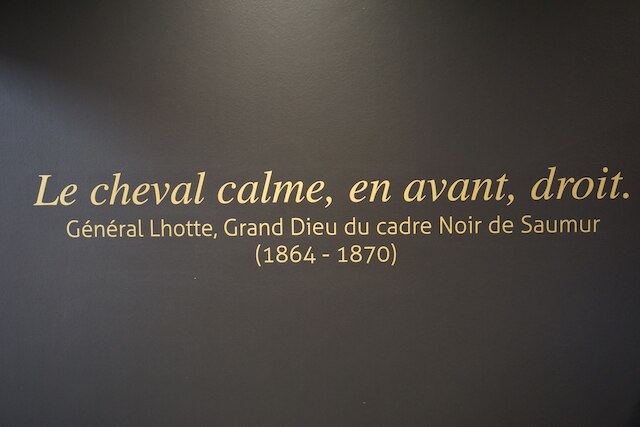 Le cheval calme, en avant, droit.
Général Lhotte, Grand Dieu du cadre Noir de Saumur
(1864 - 1870)